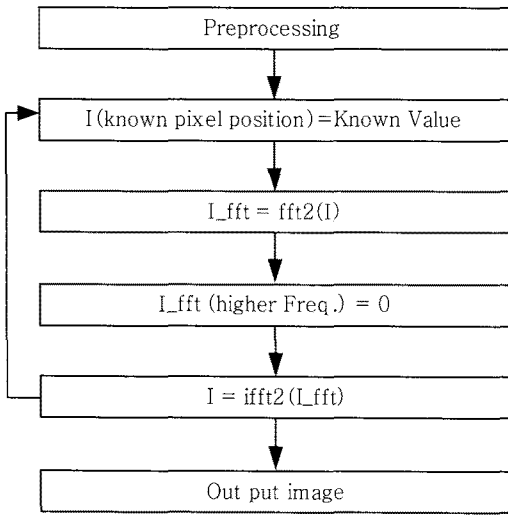 Preprocessing
I(known pixel position)=Known Value
I_fft = fft2(I)
I_fft (higher Freq.) = 0
I = ifft2(I_fft)
Out put image